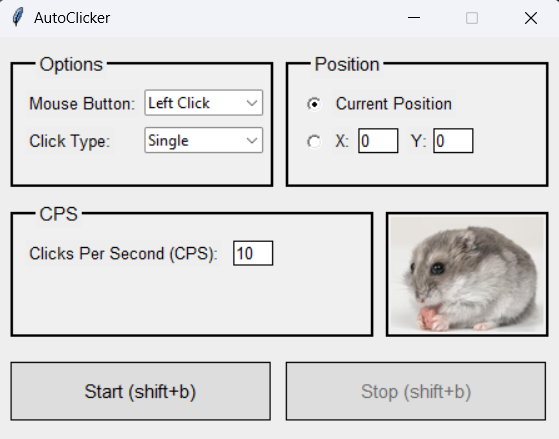 AutoClicker
Options
Position
Mouse Button: Left Click
Current Position
Click Type: Single
X: 0 Y: 0
CPS
Clicks Per Second (CPS): 10
Start (shift+b)
Stop (shift+b)